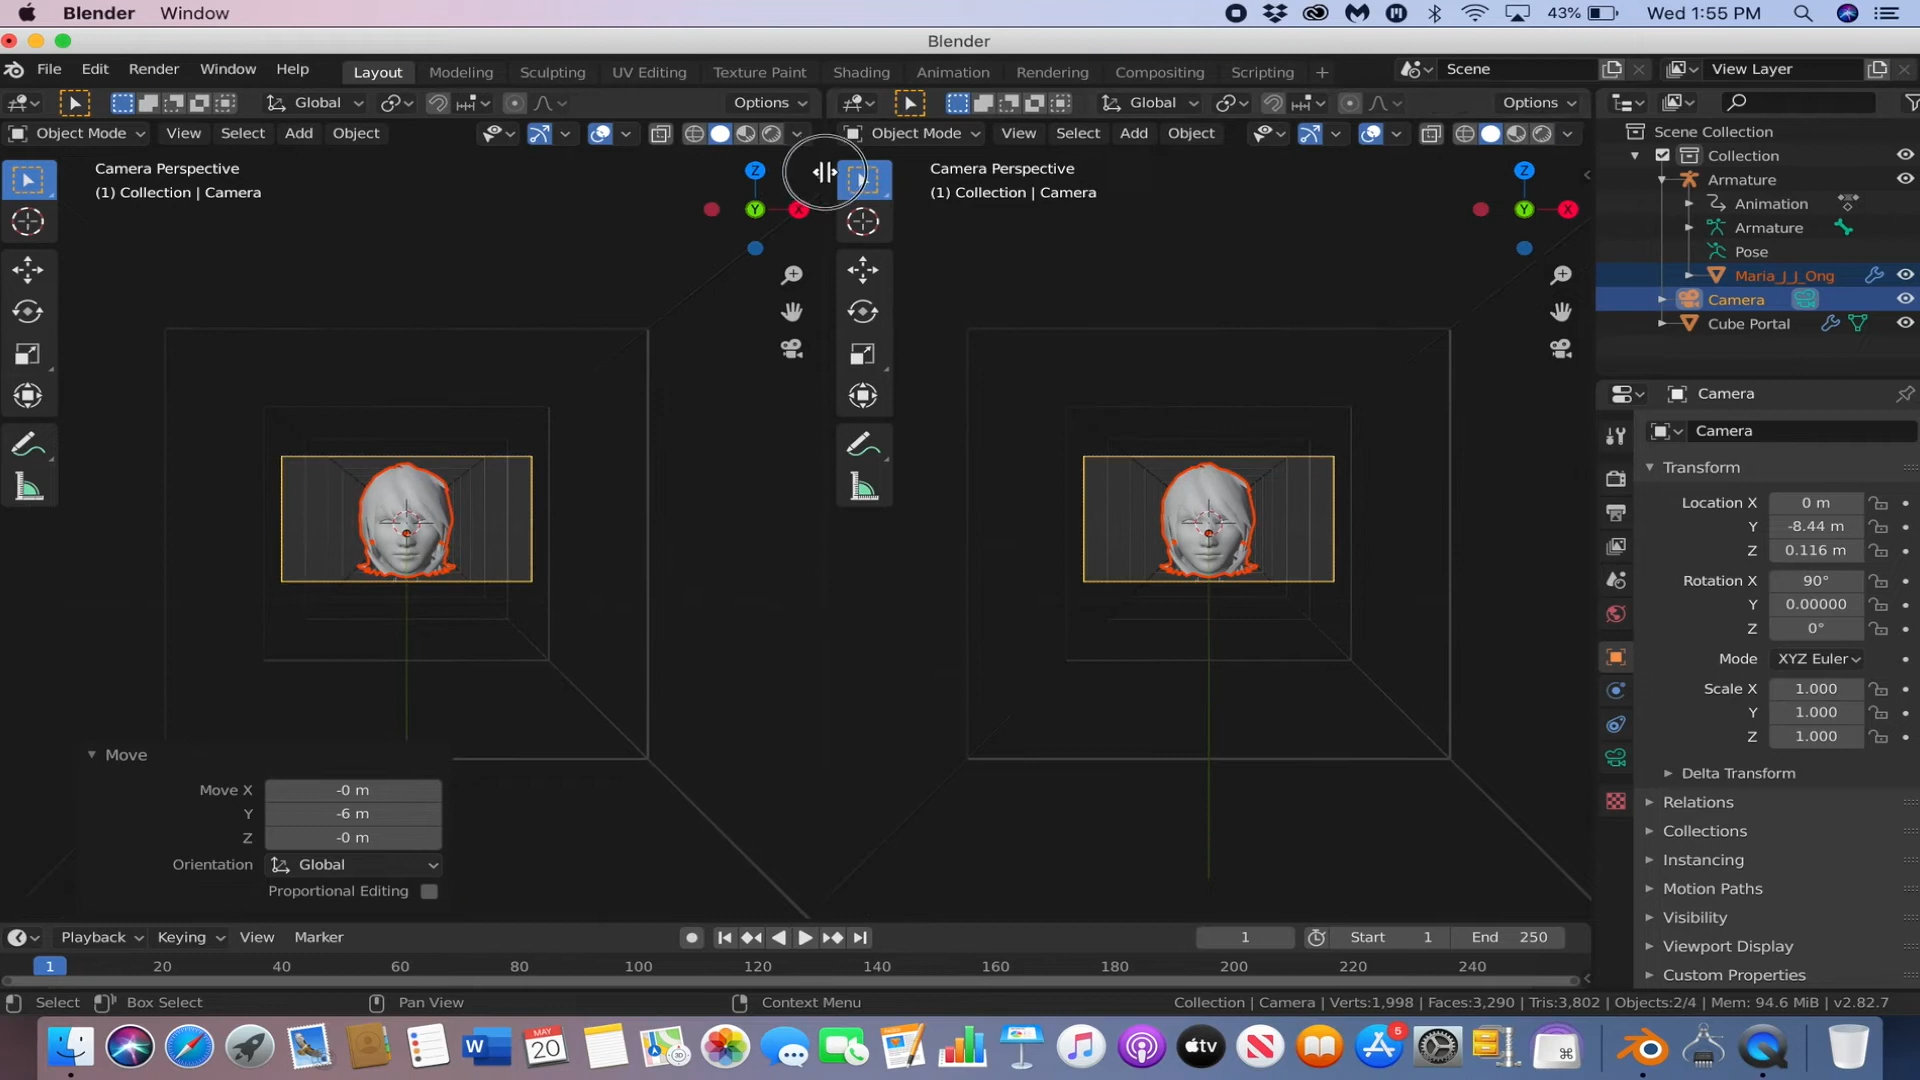 Blender Window 43% Wed 1:55 PM
Blender
File Edit Render Window Help Layout Modeling Sculpting UV Editing Texture Paint Shading Animation Rendering Compositing Scripting + Scene View Layer
Global Options Global Options
Object Mode View Select Add Object Object Mode View Select Add Object
Scene Collection
Collection
Armature
Animation
Armature
Pose
Maria_J_J_Ong
Camera
Cube Portal
Camera Perspective
(1) Collection | Camera
Z
Y
X
Camera Perspective
(1) Collection | Camera
Z
Y
X
Move
Move X -0 m
Y -6 m
Z -0 m
Orientation Global
Proportional Editing
Camera
Camera
Transform
Location X 0 m
Y -8.44 m
Z 0.116 m
Rotation X 90°
Y 0.00000
Z 0°
Mode XYZ Euler
Scale X 1.000
Y 1.000
Z 1.000
Delta Transform
Relations
Collections
Instancing
Motion Paths
Visibility
Viewport Display
Custom Properties
Playback Keying View Marker 1 Start 1 End 250
1 20 40 60 80 100 120 140 160 180 200 220 240
Select Box Select Pan View Context Menu Collection | Camera | Verts:1,998 | Faces:3,290 | Tris:3,802 | Objects:2/4 | Mem: 94.6 MiB | v2.82.7
W MAY 20 3D tv 5